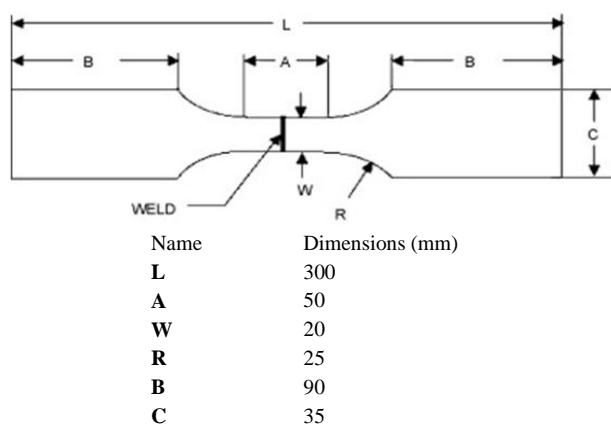 L
B A B
C
W
WELD
R
Name Dimensions (mm)
L 300
A 50
W 20
R 25
B 90
C 35